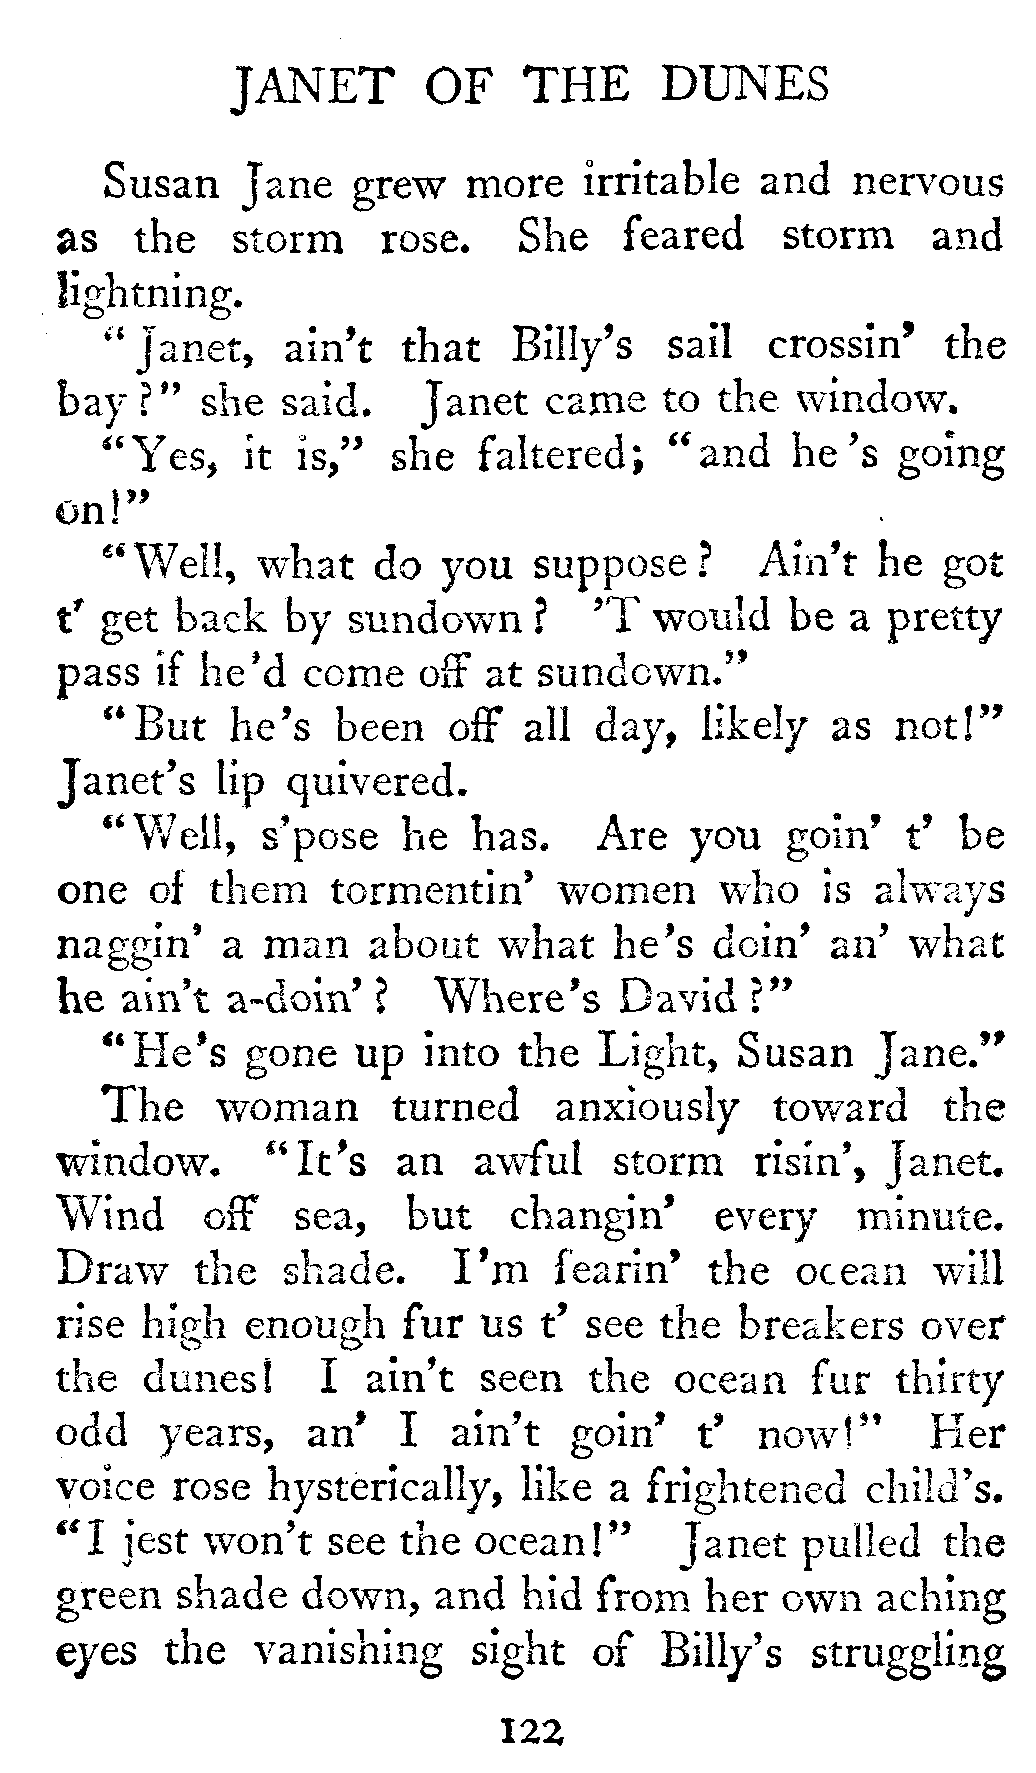 JANET OF THE DUNES
Susan Jane grew more irritable and nervous
as the storm rose. She feared storm and
lightning.
"Janet, ain't that Billy's sail crossin' the
bay?" she said. Janet came to the window.
"Yes, it is," she faltered; "and he 's going
on!"
"Well, what do you suppose? Ain't he got
t' get back by sundown? 'T would be a pretty
pass if he'd come off at sundown."
"But he's been off all day, likely as not!"
Janet's lip quivered.
"Well, s'pose he has. Are you goin' t' be
one of them tormentin' women who is always
naggin' a man about what he's doin' an' what
he ain't a-doin'? Where's David?"
"He's gone up into the Light, Susan Jane."
The woman turned anxiously toward the
window. "It's an awful storm risin', Janet.
Wind off sea, but changin' every minute.
Draw the shade. I'm fearin' the ocean will
rise high enough fur us t' see the breakers over
the dunes! I ain't seen the ocean fur thirty
odd years, an' I ain't goin' t' now!" Her
voice rose hysterically, like a frightened child's.
"I jest won't see the ocean!" Janet pulled the
green shade down, and hid from her own aching
eyes the vanishing sight of Billy's struggling
122